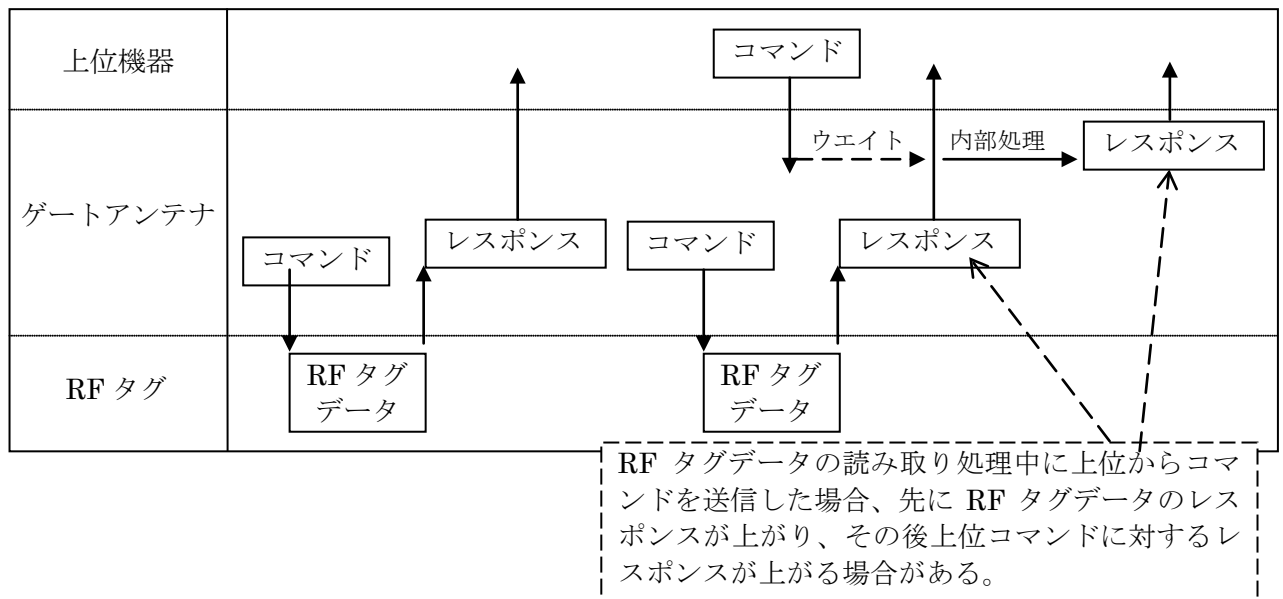 上位機器
コマンド
ウエイト
内部処理
レスポンス
ゲートアンテナ
コマンド
レスポンス
コマンド
レスポンス
RF タグ
RF タグ
データ
RF タグ
データ
RF タグデータの読み取り処理中に上位からコマ
ンドを送信した場合、先に RF タグデータのレス
ポンスが上がり、その後上位コマンドに対するレ
スポンスが上がる場合がある。